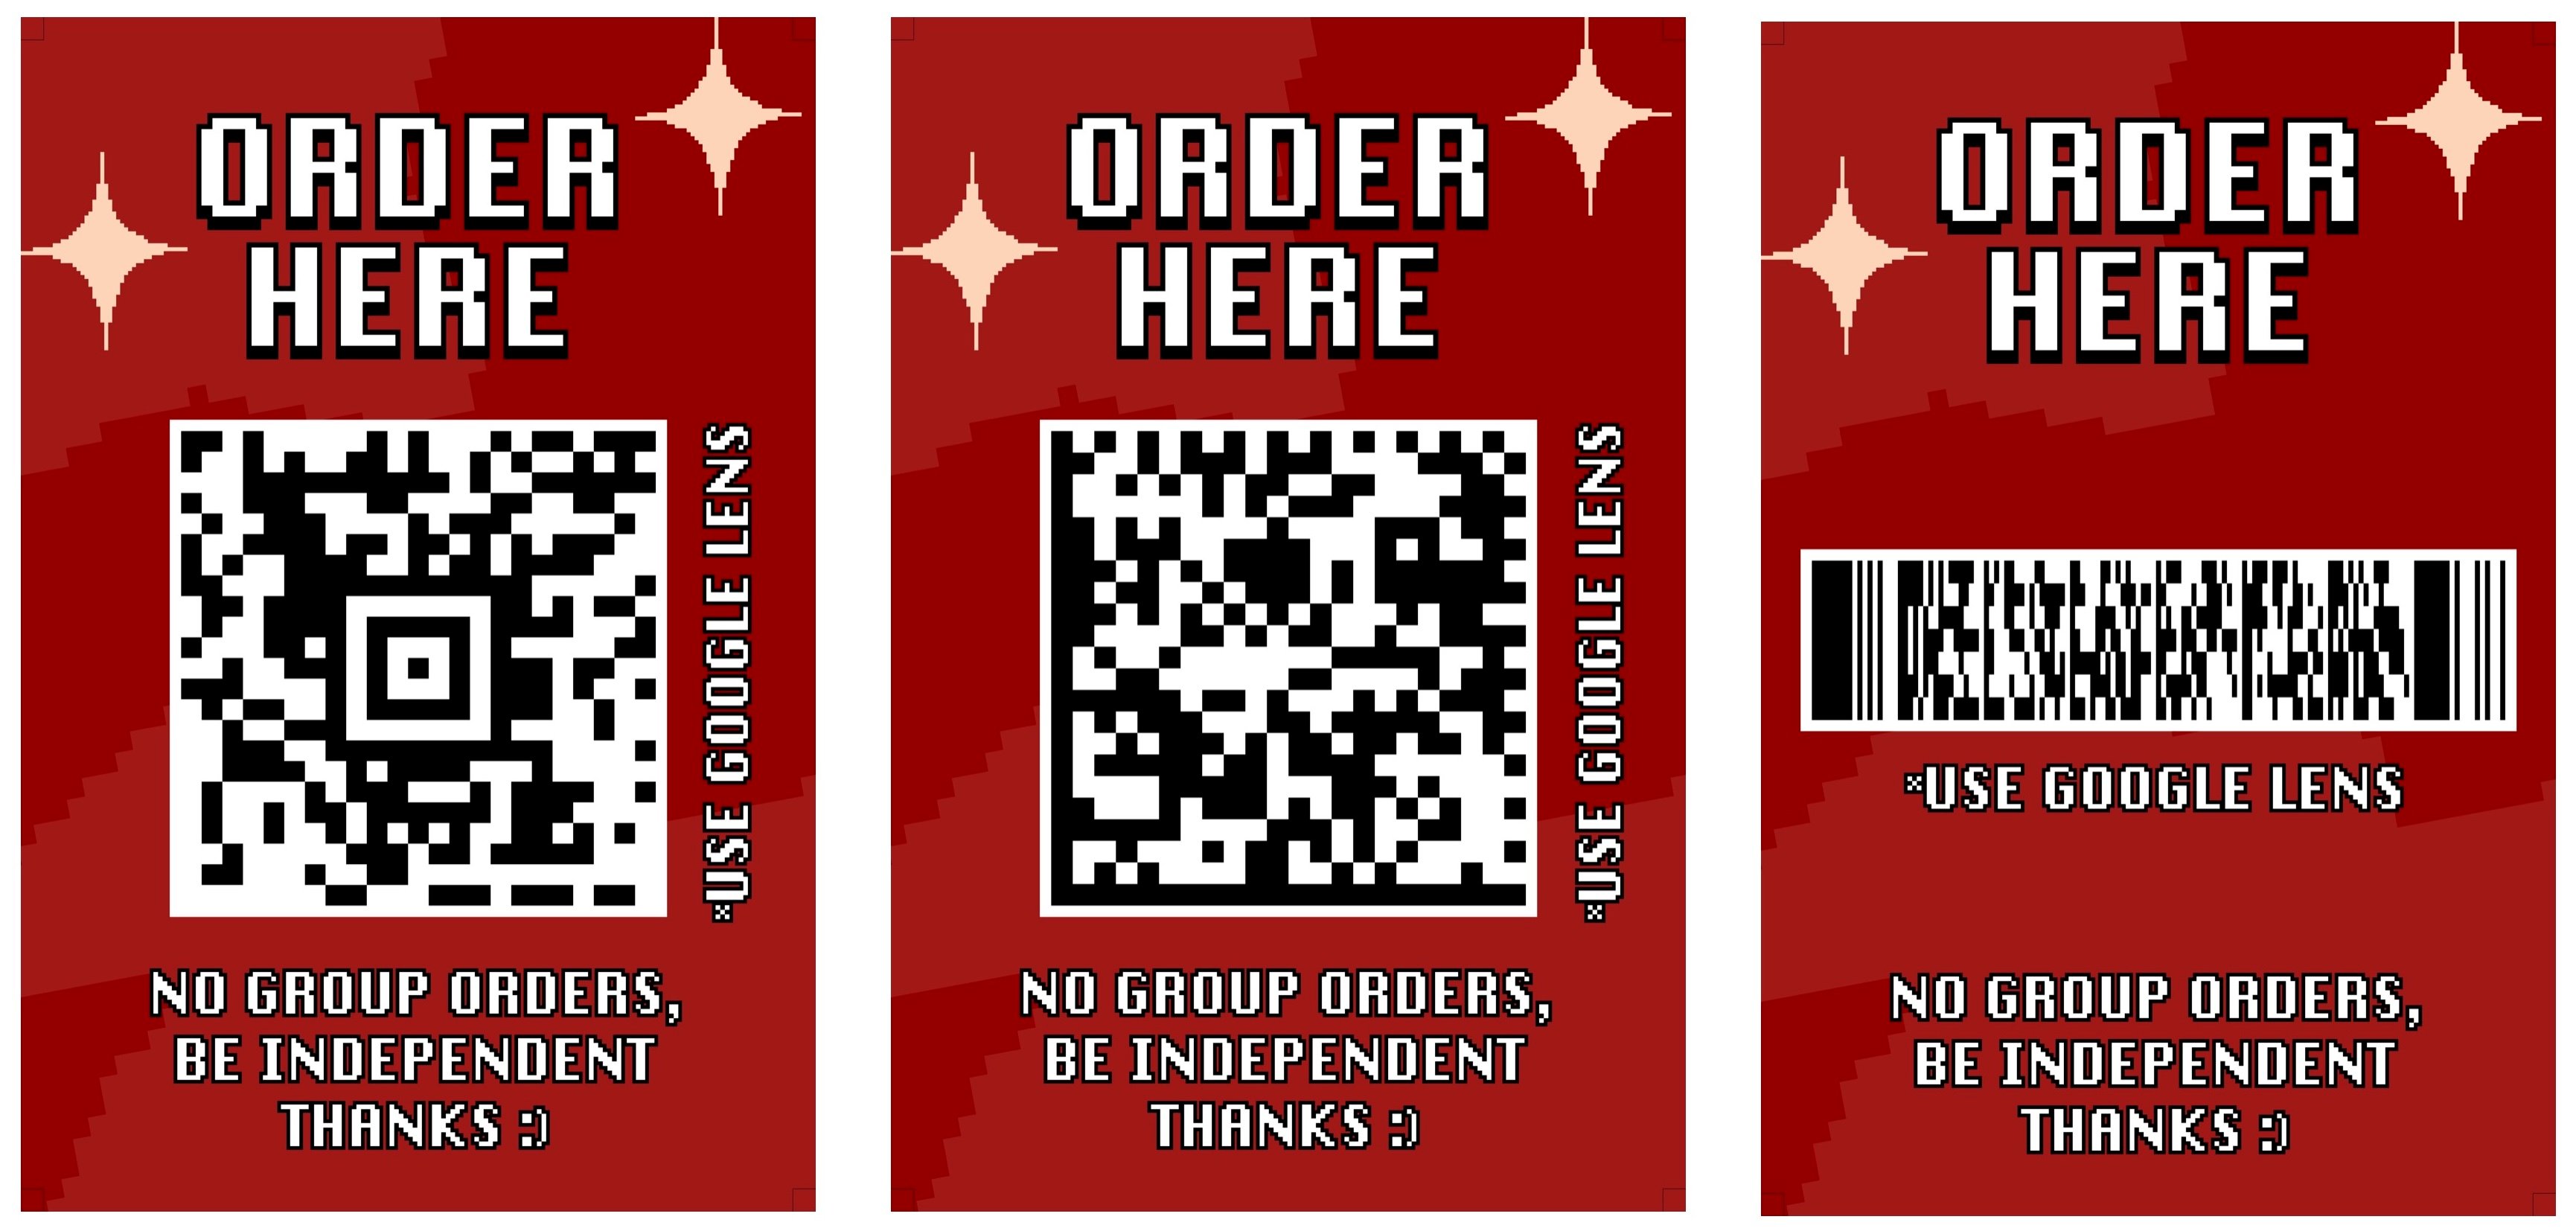 ORDER
HERE
*USE GOOGLE LENS
NO GROUP ORDERS,
BE INDEPENDENT
THANKS :)
ORDER
HERE
*USE GOOGLE LENS
NO GROUP ORDERS,
BE INDEPENDENT
THANKS :)
ORDER
HERE
*USE GOOGLE LENS
NO GROUP ORDERS,
BE INDEPENDENT
THANKS :)